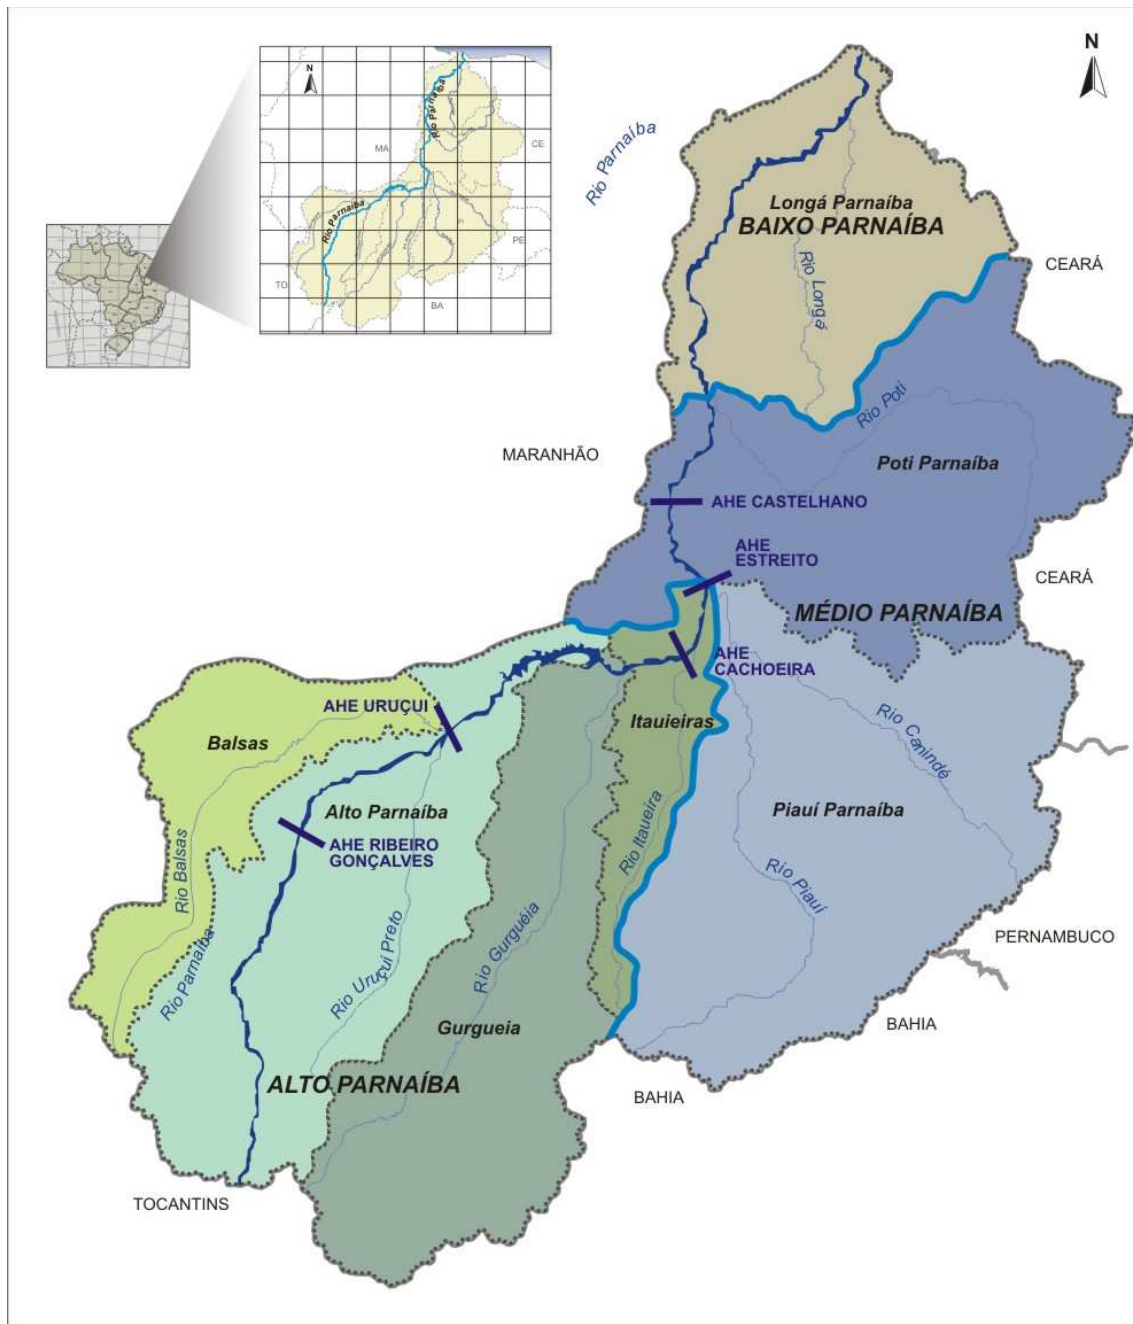 N
N
Rio Parnaíba
MA
CE
Rio Parnaíba
PE
TO
BA
Rio Parnaíba
Longá Parnaíba
BAIXO PARNAÍBA
CEARÁ
Rio Longá
Rio Poti
MARANHÃO
Poti Parnaíba
AHE CASTELHANO
AHE
ESTREITO
CEARÁ
MÉDIO PARNAÍBA
AHE
CACHOEIRA
AHE URUÇUI
Itauieiras
Rio Canindé
Balsas
Alto Parnaíba
Piauí Parnaíba
AHE RIBEIRO
GONÇALVES
Rio Balsas
Rio Itaueira
Rio Piauí
Rio Parnaíba
Rio Uruçui Preto
Rio Gurguéia
PERNAMBUCO
Gurgueia
BAHIA
ALTO PARNAÍBA
BAHIA
TOCANTINS